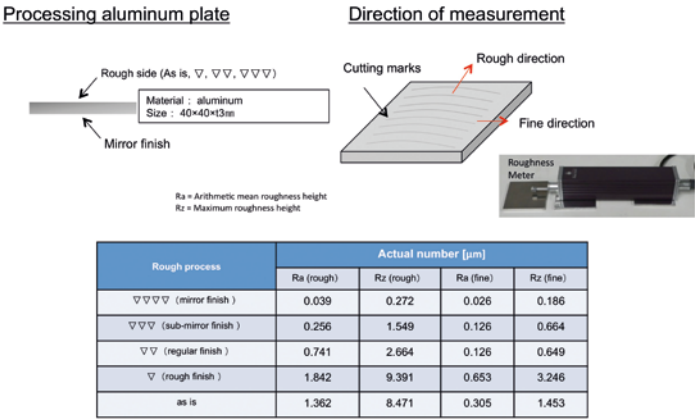 Processing aluminum plate
Direction of measurement
Rough side (As is, ▽, ▽▽, ▽▽▽)
Material : aluminum
Size : 40×40×t3㎜
Mirror finish
Cutting marks
Rough direction
Fine direction
Roughness
Meter
Ra = Arithmetic mean roughness height
Rz = Maximum roughness height
Rough process
Actual number [μm]
Ra (rough) Rz (rough) Ra (fine) Rz (fine)
▽▽▽▽ (mirror finish) 0.039 0.272 0.026 0.186
▽▽▽ (sub-mirror finish) 0.256 1.549 0.126 0.664
▽▽ (regular finish) 0.741 2.664 0.126 0.649
▽ (rough finish) 1.842 9.391 0.653 3.246
as is 1.362 8.471 0.305 1.453